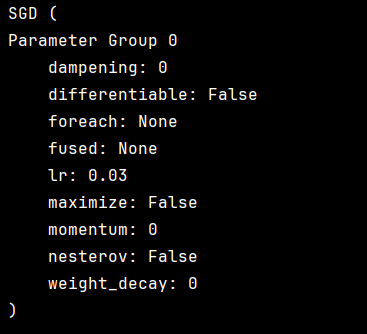 SGD (
Parameter Group 0
    dampening: 0
    differentiable: False
    foreach: None
    fused: None
    lr: 0.03
    maximize: False
    momentum: 0
    nesterov: False
    weight_decay: 0
)